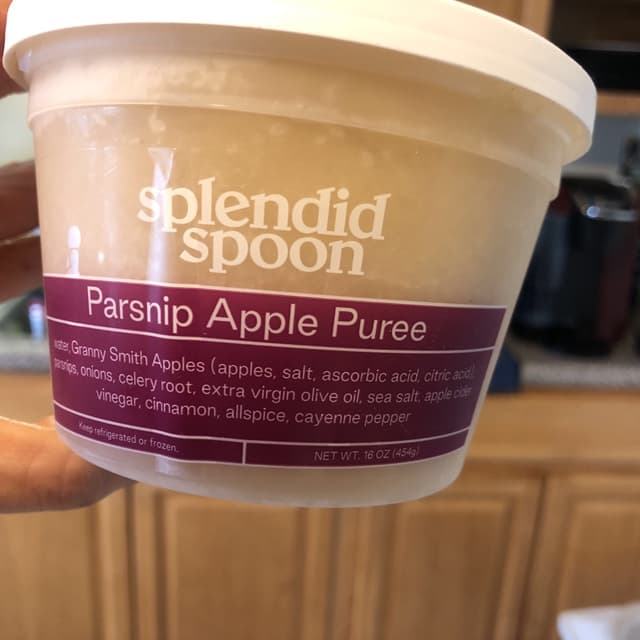 splendid
spoon
Parsnip Apple Puree
water, Granny Smith Apples (apples, salt, ascorbic acid, citric acid),
parsnips, onions, celery root, extra virgin olive oil, sea salt, apple cider
vinegar, cinnamon, allspice, cayenne pepper
Keep refrigerated or frozen.
NET WT. 16 OZ (454g)